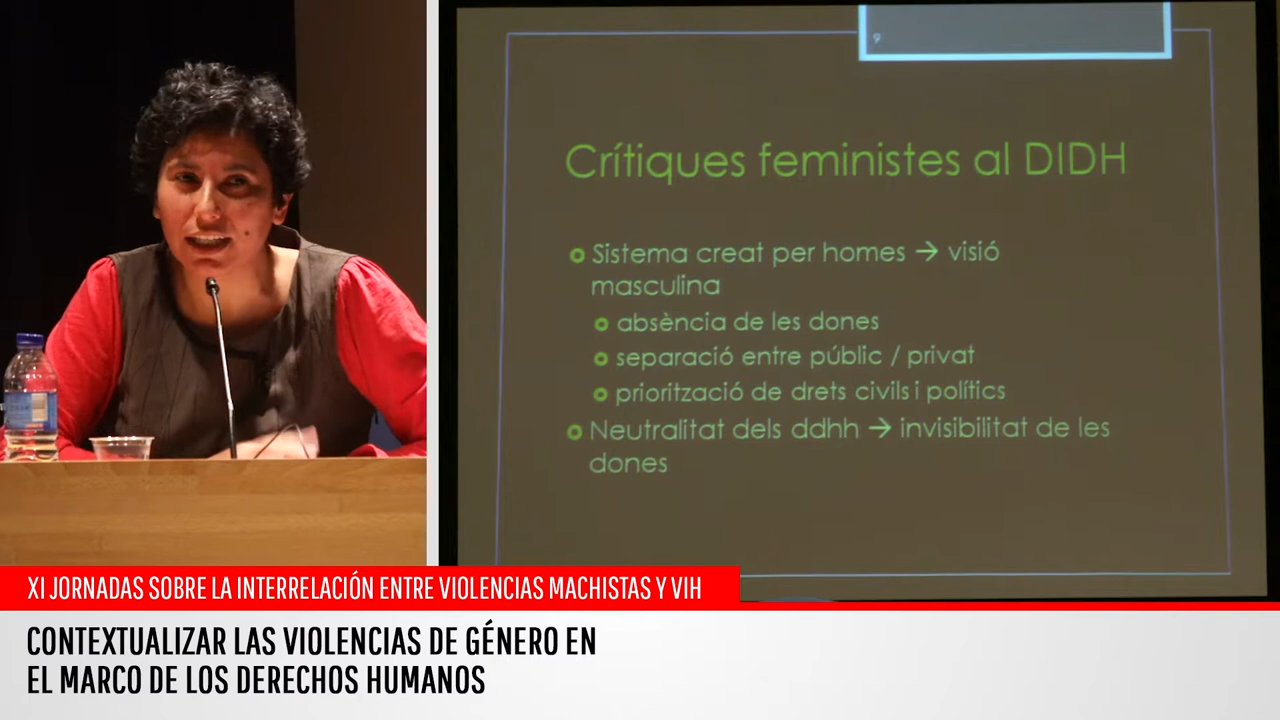 9
Crítiques feministes al DIDH
Sistema creat per homes → visió
masculina
absència de les dones
separació entre públic / privat
priorització de drets civils i polítics
Neutralitat dels ddhh → invisibilitat de les
dones
XI JORNADAS SOBRE LA INTERRELACIÓN ENTRE VIOLENCIAS MACHISTAS Y VIH
CONTEXTUALIZAR LAS VIOLENCIAS DE GÉNERO EN
EL MARCO DE LOS DERECHOS HUMANOS